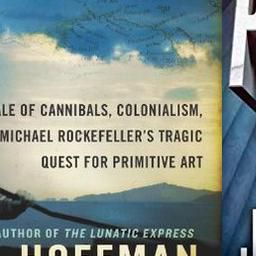 ALE OF CANNIBALS, COLONIALISM,
MICHAEL ROCKEFELLER'S TRAGIC
QUEST FOR PRIMITIVE ART
AUTHOR OF THE LUNATIC EXPRESS
HOFFMAN